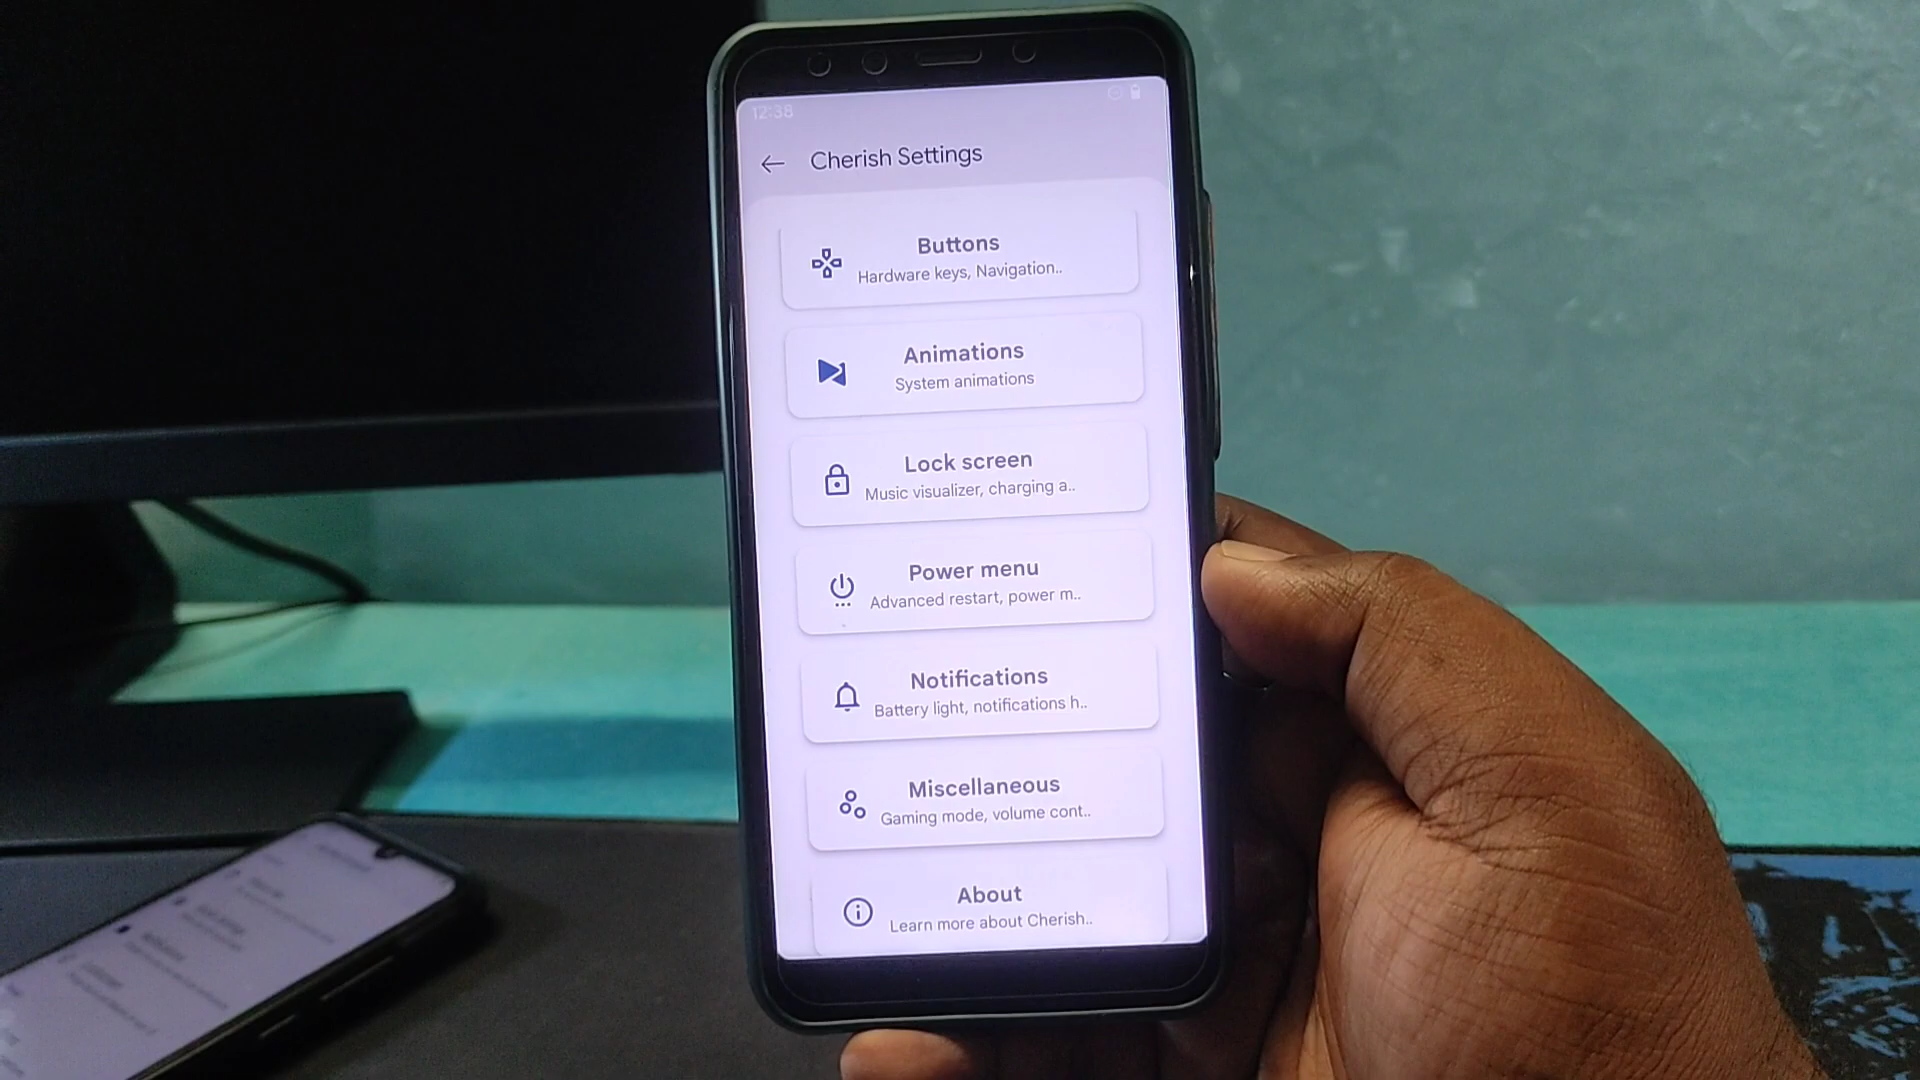 12:38
Cherish Settings
Buttons
Hardware keys, Navigation..
Animations
System animations
Lock screen
Music visualizer, charging a..
Power menu
Advanced restart, power m..
Notifications
Battery light, notifications h..
Miscellaneous
Gaming mode, volume cont..
About
Learn more about Cherish..